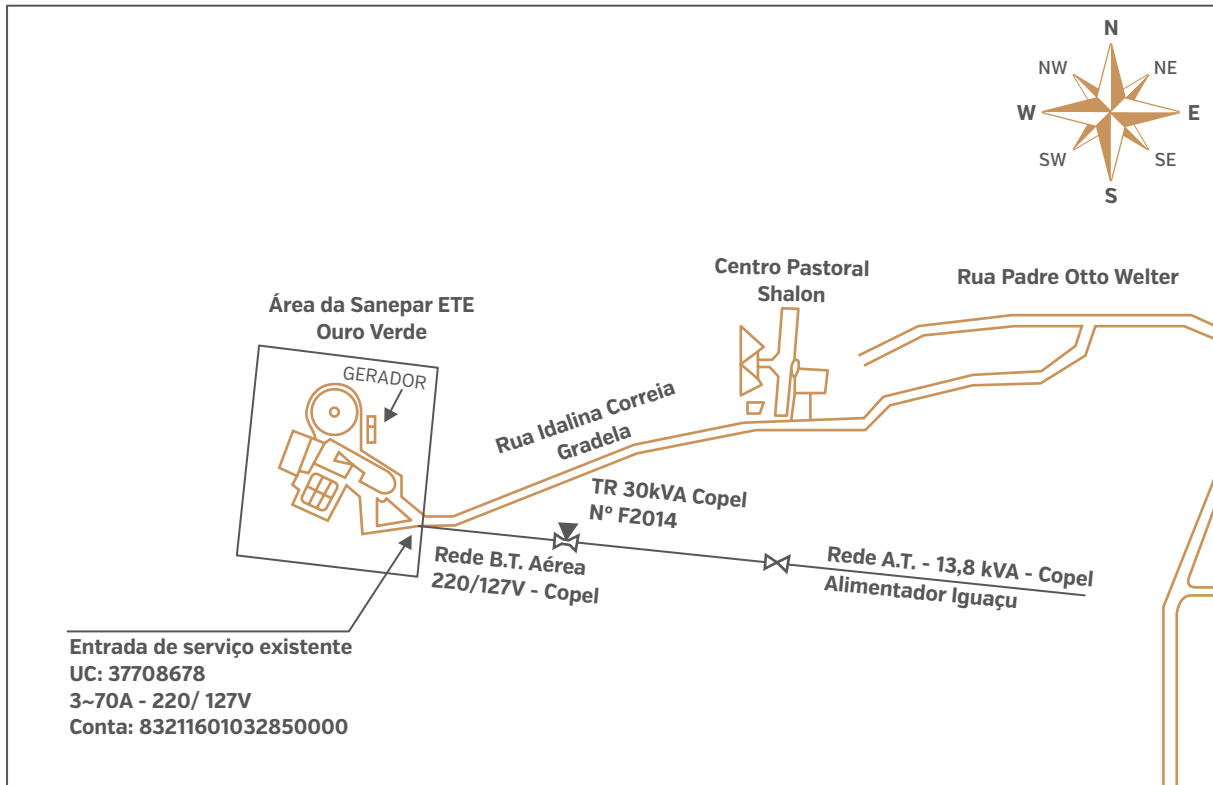 N
NW
NE
W
E
SW
SE
S
Centro Pastoral
Shalon
Rua Padre Otto Welter
Área da Sanepar ETE
Ouro Verde
GERADOR
Rua Idalina Correia
Gradela
TR 30kVA Copel
Nº F2014
Rede B.T. Aérea
220/127V - Copel
Rede A.T. - 13,8 kVA - Copel
Alimentador Iguaçu
Entrada de serviço existente
UC: 37708678
3~70A - 220/ 127V
Conta: 83211601032850000